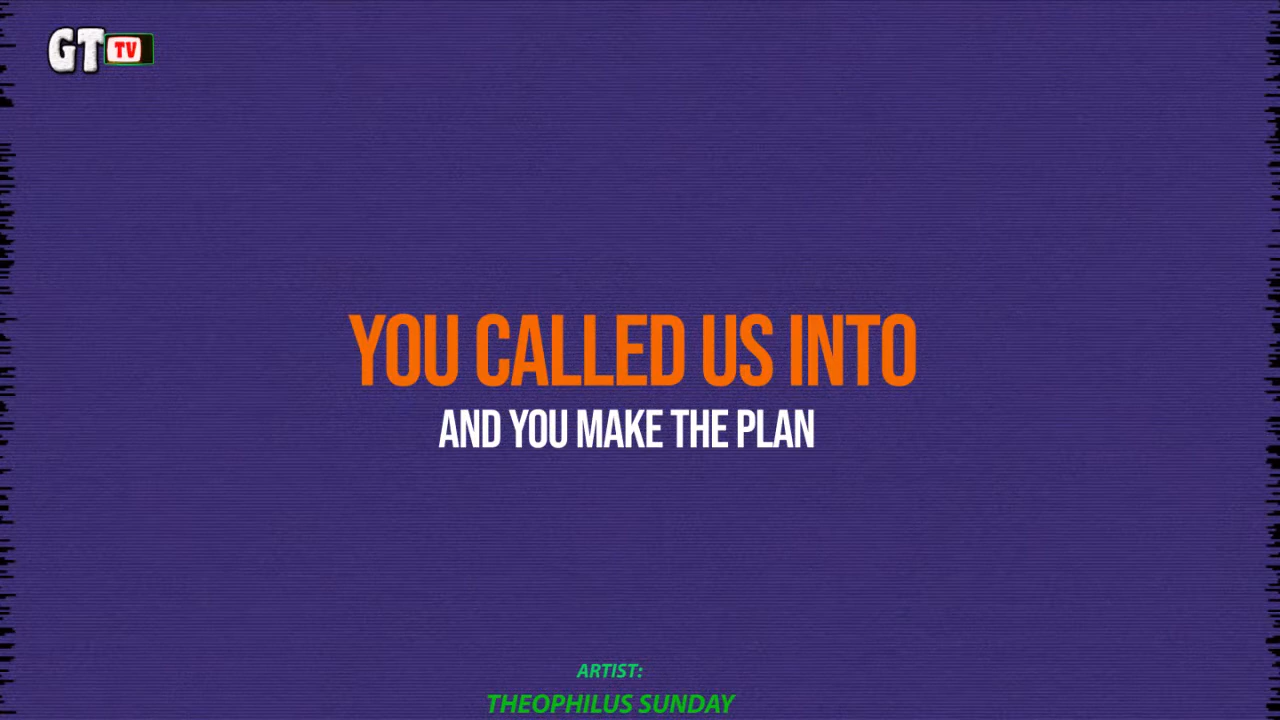 GT TV
YOU CALLED US INTO
AND YOU MAKE THE PLAN
ARTIST:
THEOPHILUS SUNDAY